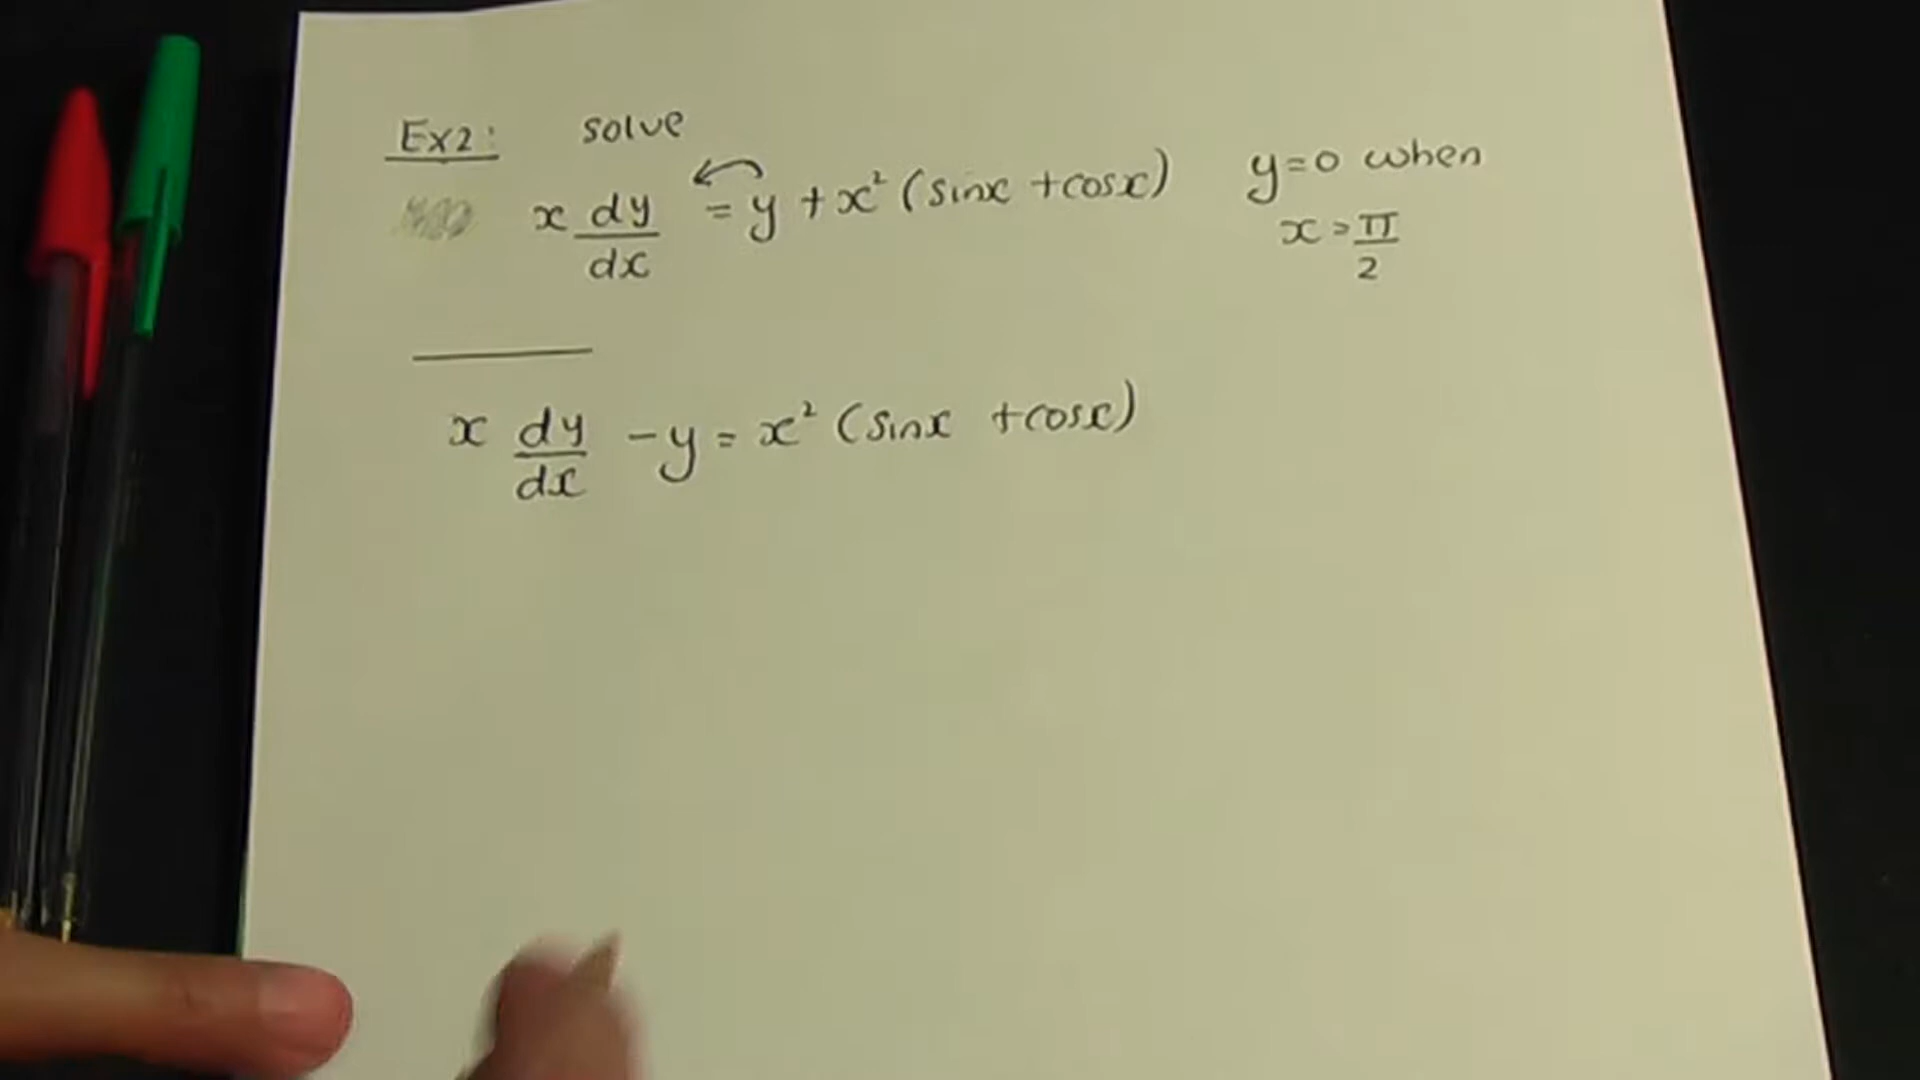 Ex2: solve
x dy/dx = y + x² (sinx + cosx) y=0 when
x = π/2
x dy/dx - y = x² (sinx + cosx)